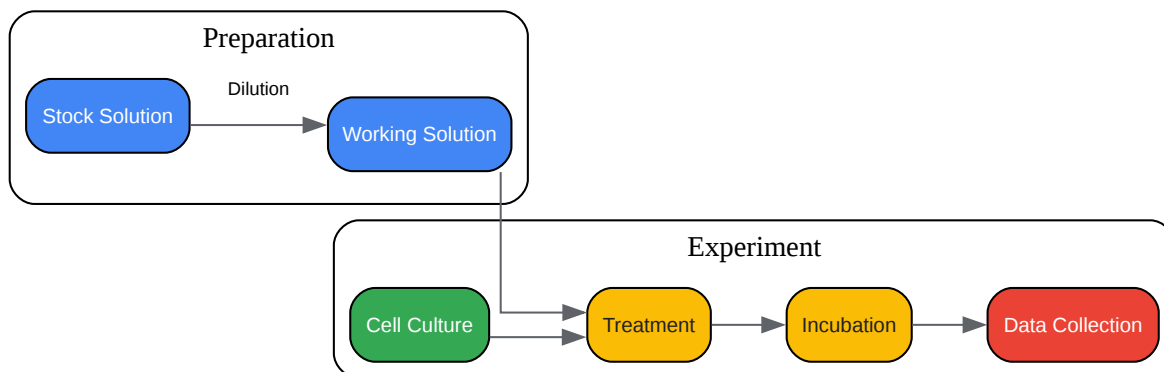 Preparation
Dilution
Stock Solution
Working Solution
Experiment
Cell Culture
Treatment
Incubation
Data Collection